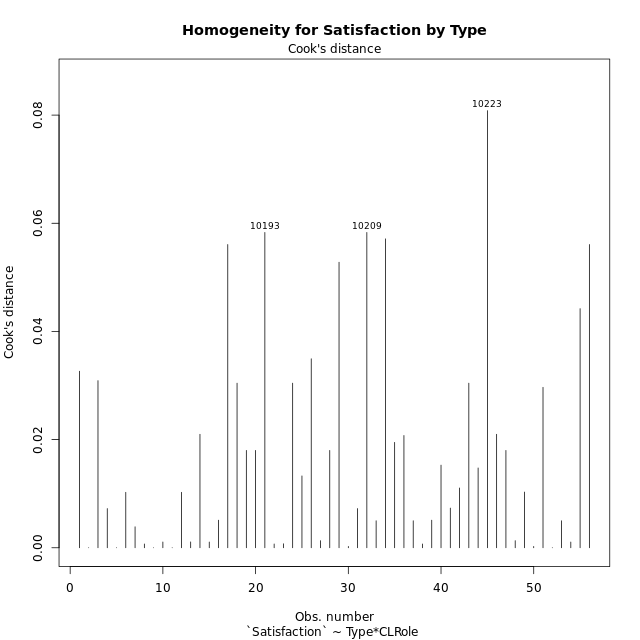 Homogeneity for Satisfaction by Type
Cook's distance
10223
10193
10209
Cook's distance
0.08
0.06
0.04
0.02
0.00
0 10 20 30 40 50
Obs. number
`Satisfaction` ~ Type*CLRole